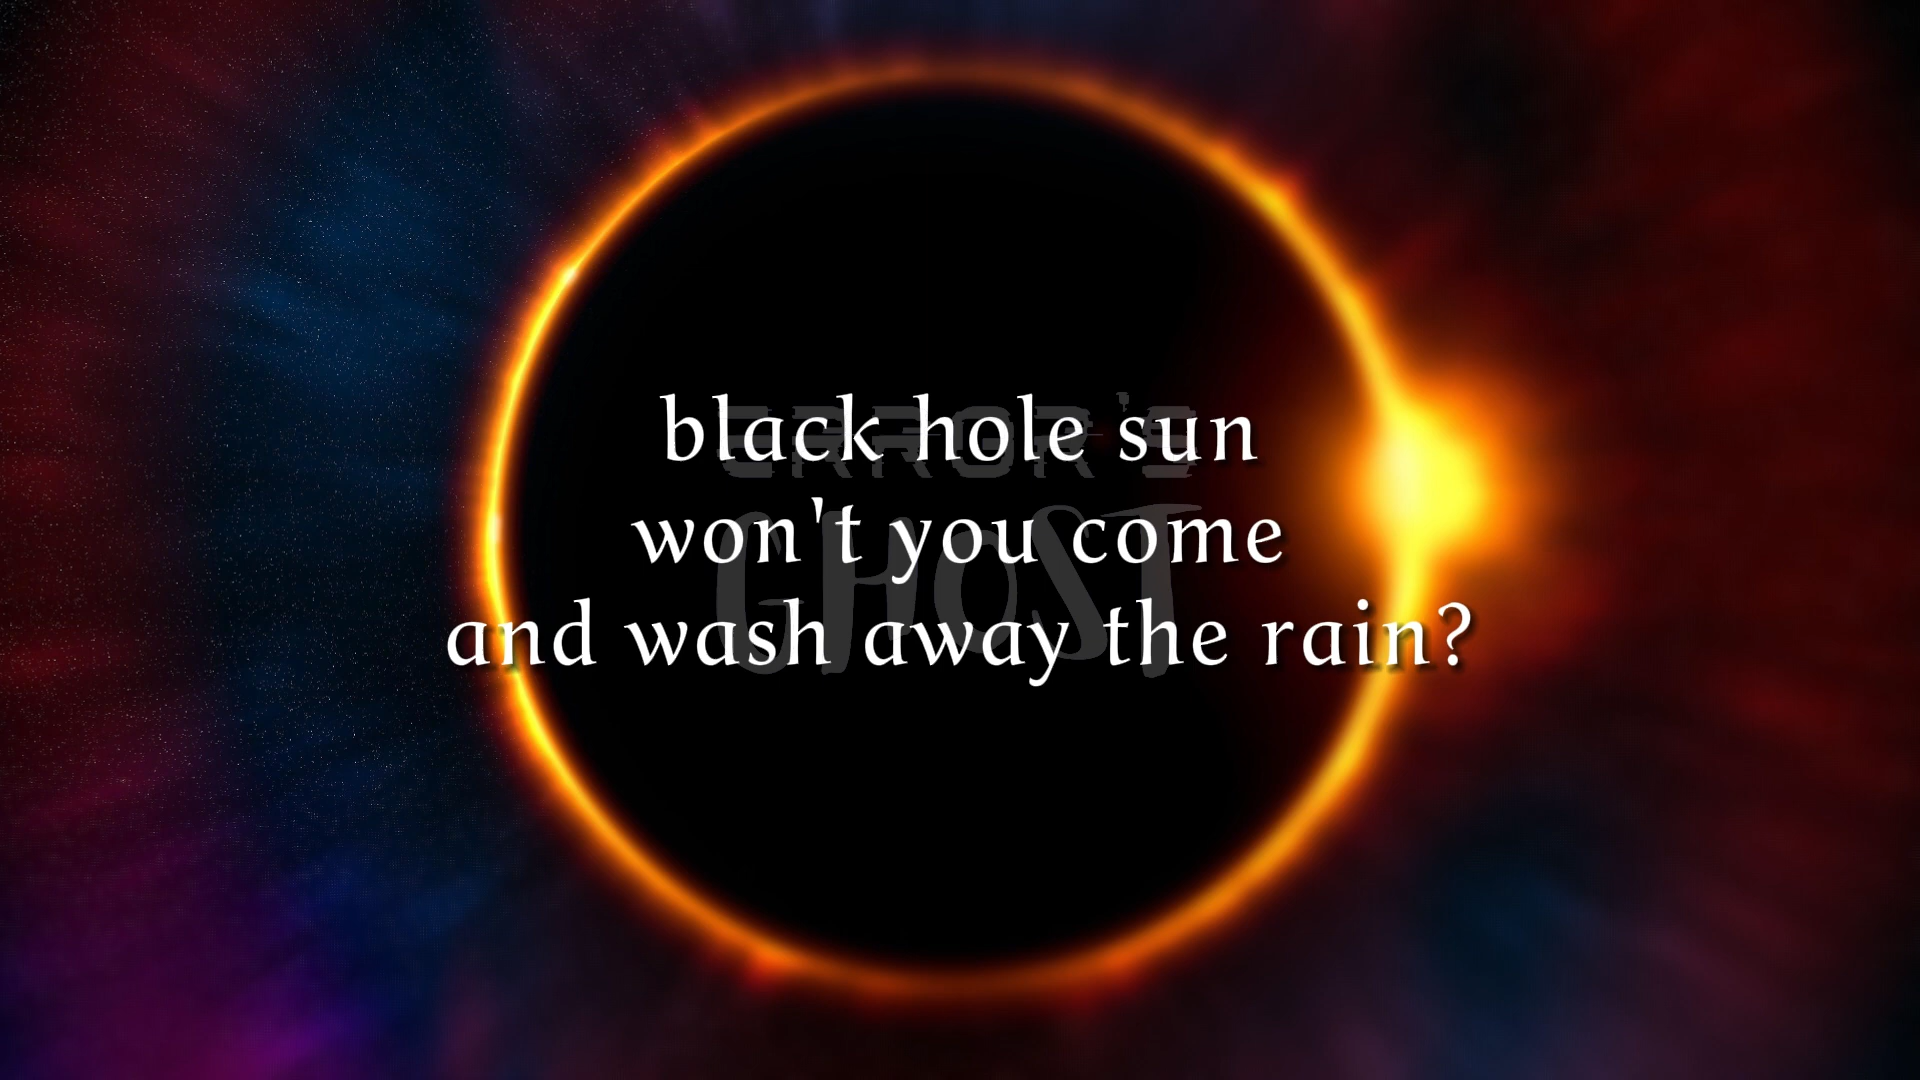 black hole sun
won't you come
and wash away the rain?
ERROR'S
GHOST